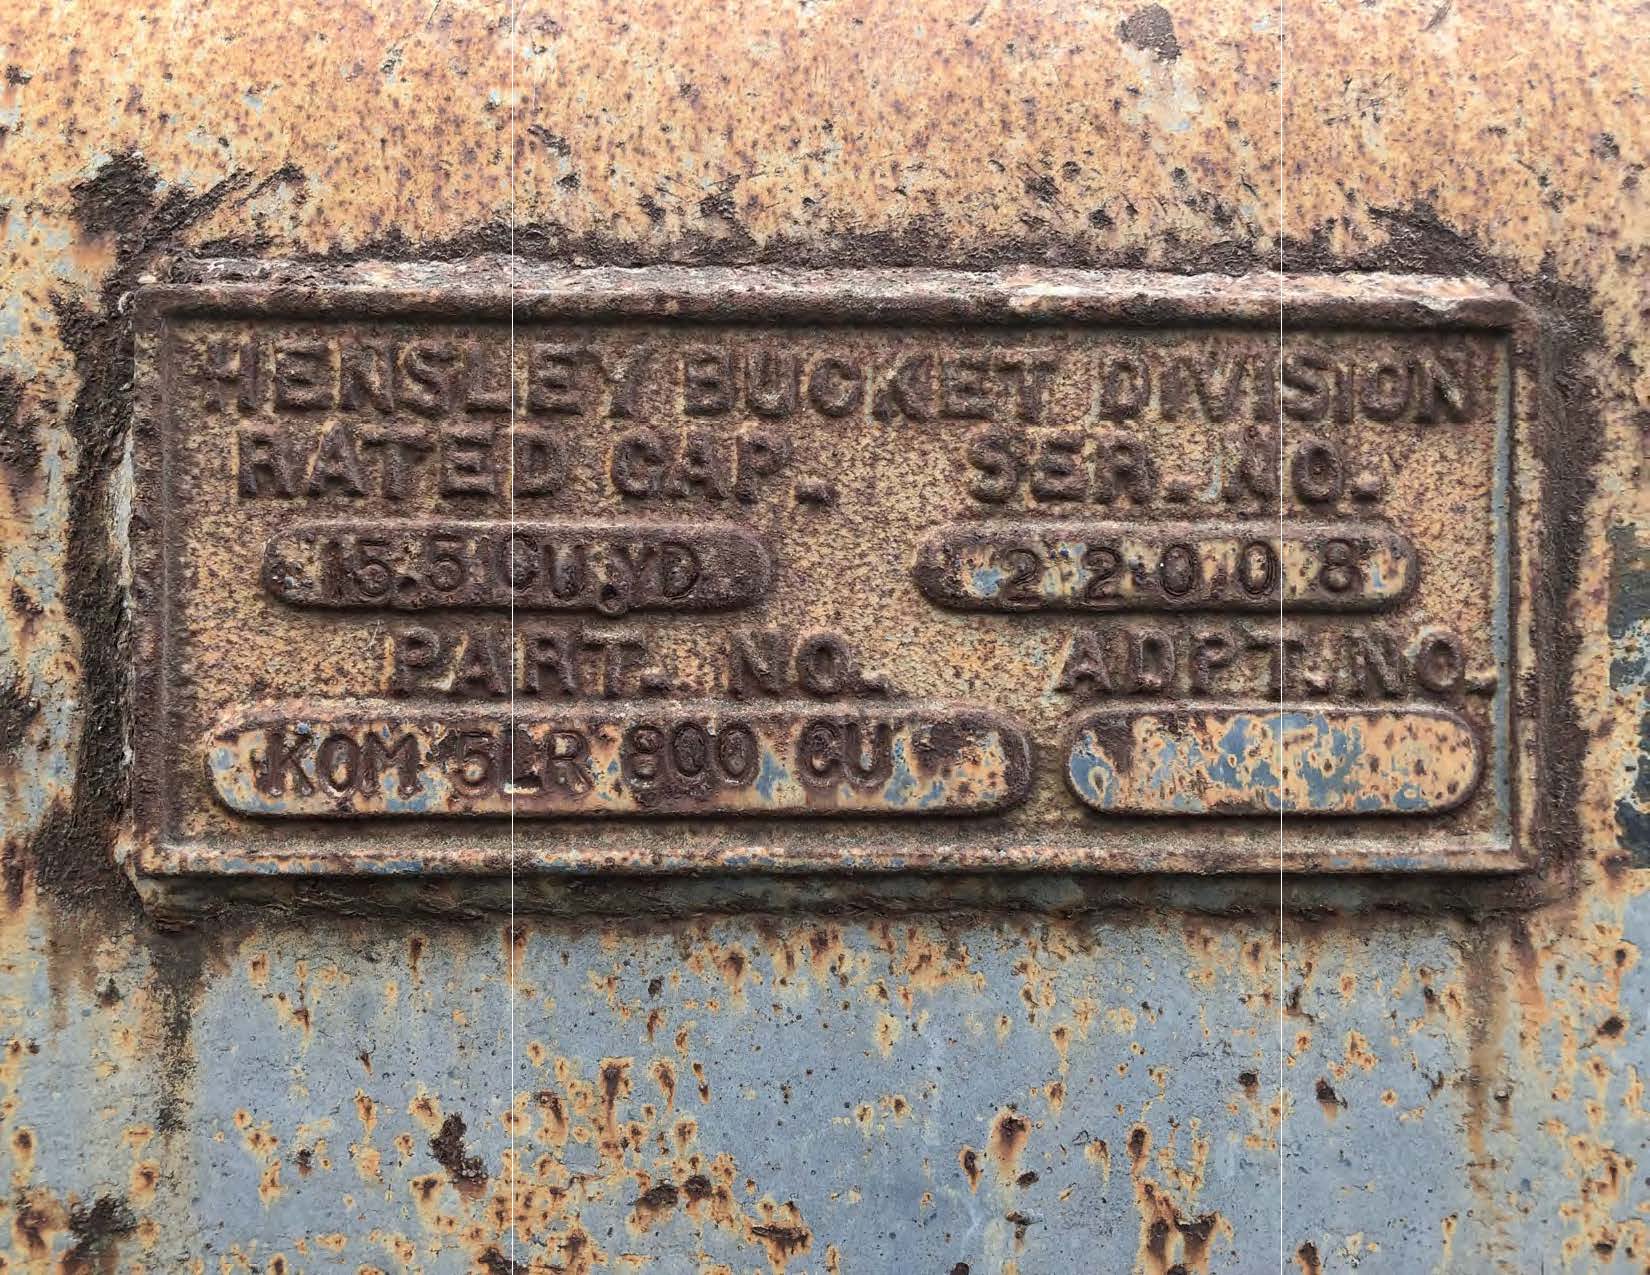 HENSLEY BUCKET DIVISION
RATED CAP. SER. NO.
15.5 CU.YD 22008
PART. NO. ADPT. NO.
KOM 5LR 800 CU